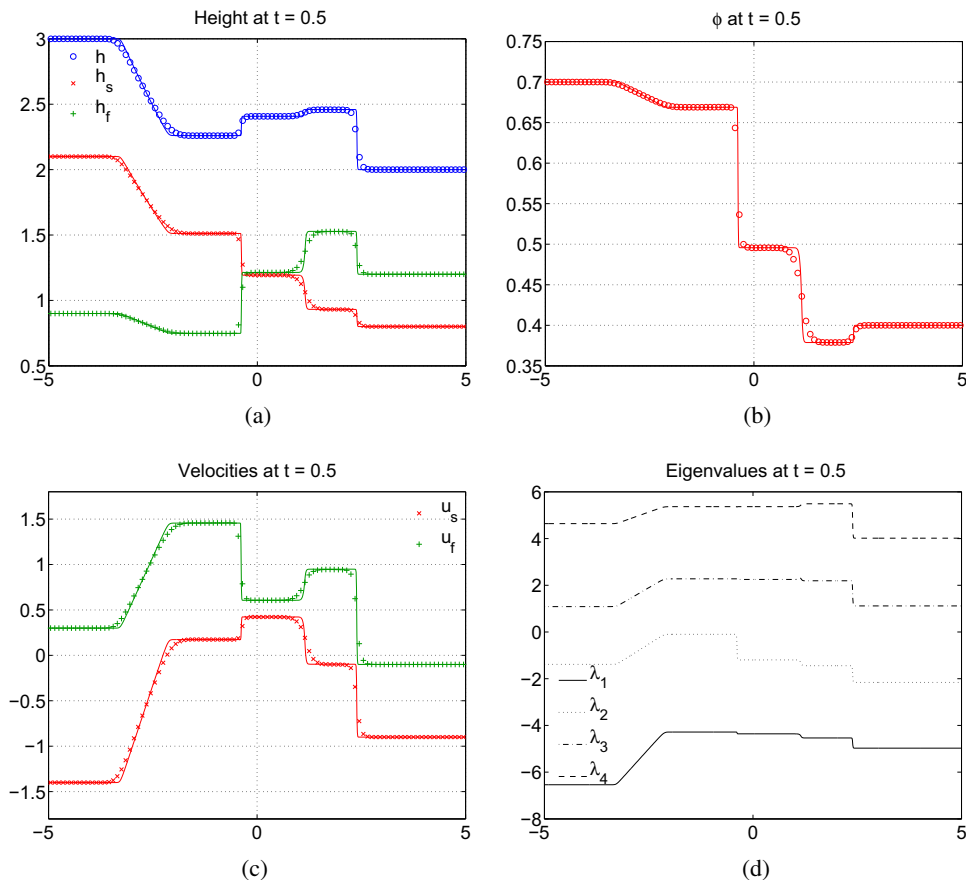 Height at t = 0.5
3
2.5
2
1.5
1
0.5
−5
0
5
h
h_s
h_f
(a)
ϕ at t = 0.5
0.75
0.7
0.65
0.6
0.55
0.5
0.45
0.4
0.35
−5
0
5
(b)
Velocities at t = 0.5
1.5
1
0.5
0
−0.5
−1
−1.5
−5
0
5
u_s
u_f
(c)
Eigenvalues at t = 0.5
6
4
2
0
−2
−4
−6
−8
−5
0
5
λ_1
λ_2
λ_3
λ_4
(d)